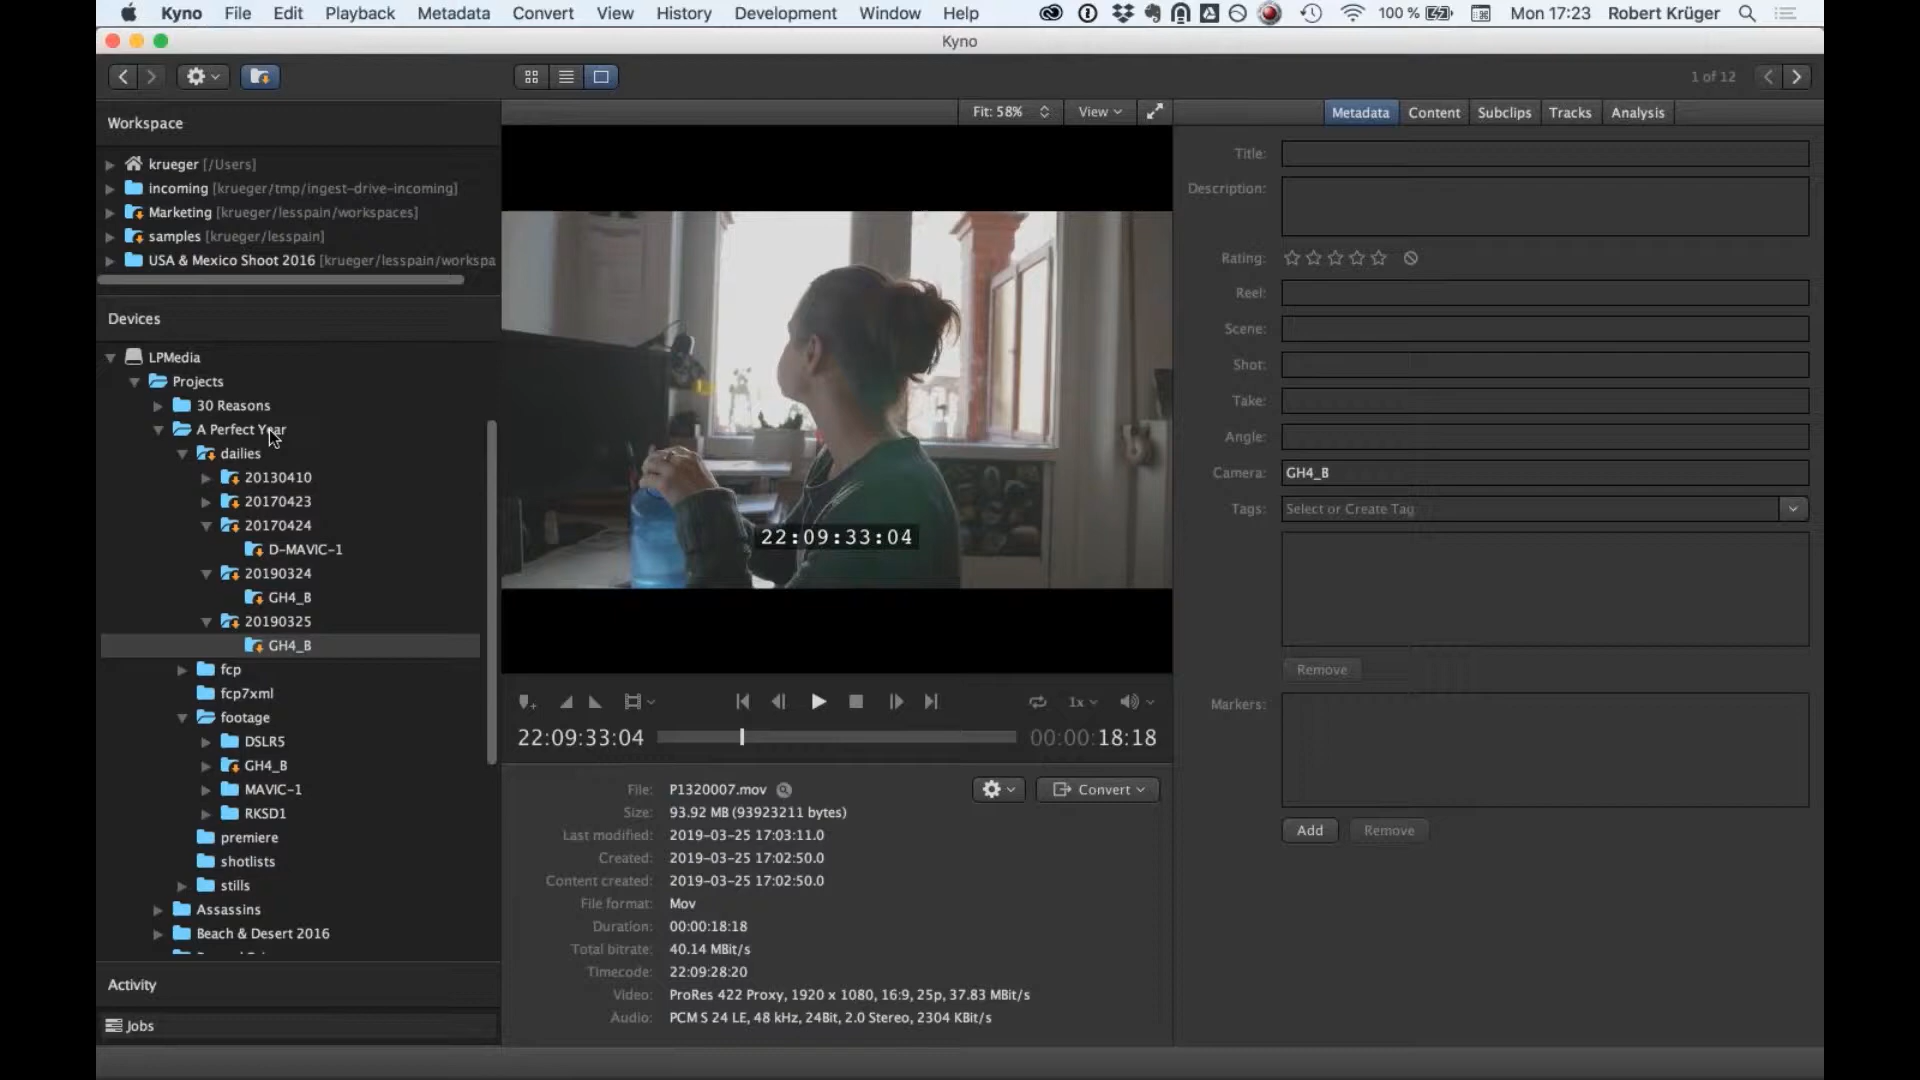 Kyno File Edit Playback Metadata Convert View History Development Window Help 100 % Mon 17:23 Robert Krüger
Kyno
1 of 12
Workspace
krueger [/Users]
incoming [krueger/tmp/ingest-drive-incoming]
Marketing [krueger/lesspain/workspaces]
samples [krueger/lesspain]
USA & Mexico Shoot 2016 [krueger/lesspain/workspa
Devices
LPMedia
Projects
30 Reasons
A Perfect Year
dailies
20130410
20170423
20170424
D-MAVIC-1
20190324
GH4_B
20190325
GH4_B
fcp
fcp7xml
footage
DSLR5
GH4_B
MAVIC-1
RKSD1
premiere
shotlists
stills
Assassins
Beach & Desert 2016
Activity
Jobs
Fit: 58% View
22:09:33:04
1x
22:09:33:04 00:00:18:18
File: P1320007.mov Convert
Size: 93.92 MB (93923211 bytes)
Last modified: 2019-03-25 17:03:11.0
Created: 2019-03-25 17:02:50.0
Content created: 2019-03-25 17:02:50.0
File format: Mov
Duration: 00:00:18:18
Total bitrate: 40.14 MBit/s
Timecode: 22:09:28:20
Video: ProRes 422 Proxy, 1920 x 1080, 16:9, 25p, 37.83 MBit/s
Audio: PCM S 24 LE, 48 kHz, 24Bit, 2.0 Stereo, 2304 KBit/s
Metadata Content Subclips Tracks Analysis
Title:
Description:
Rating:
Reel:
Scene:
Shot:
Take:
Angle:
Camera: GH4_B
Tags: Select or Create Tag
Remove
Markers:
Add Remove